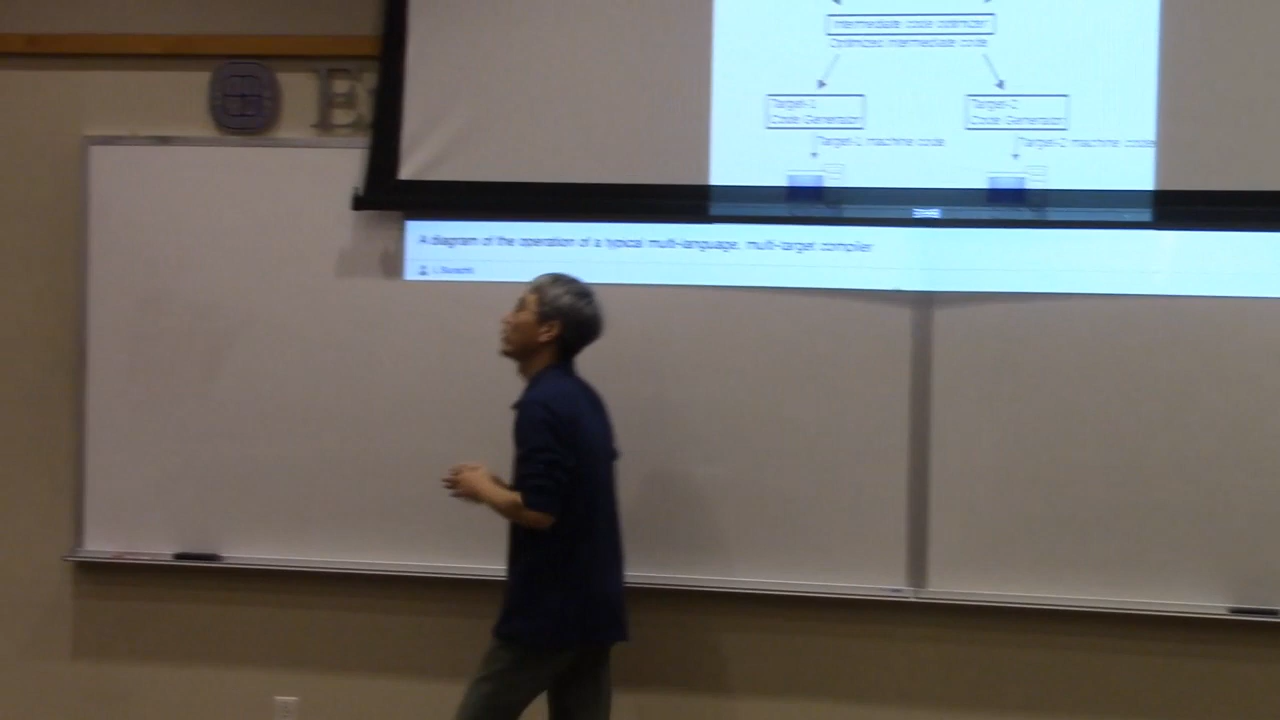 E
Intermediate code optimizer
Optimized intermediate code
Target-1
Code Generator
Target-2
Code Generator
Target-1 machine code
Target-2 machine code
A diagram of the operation of a typical multi-language, multi-target compiler